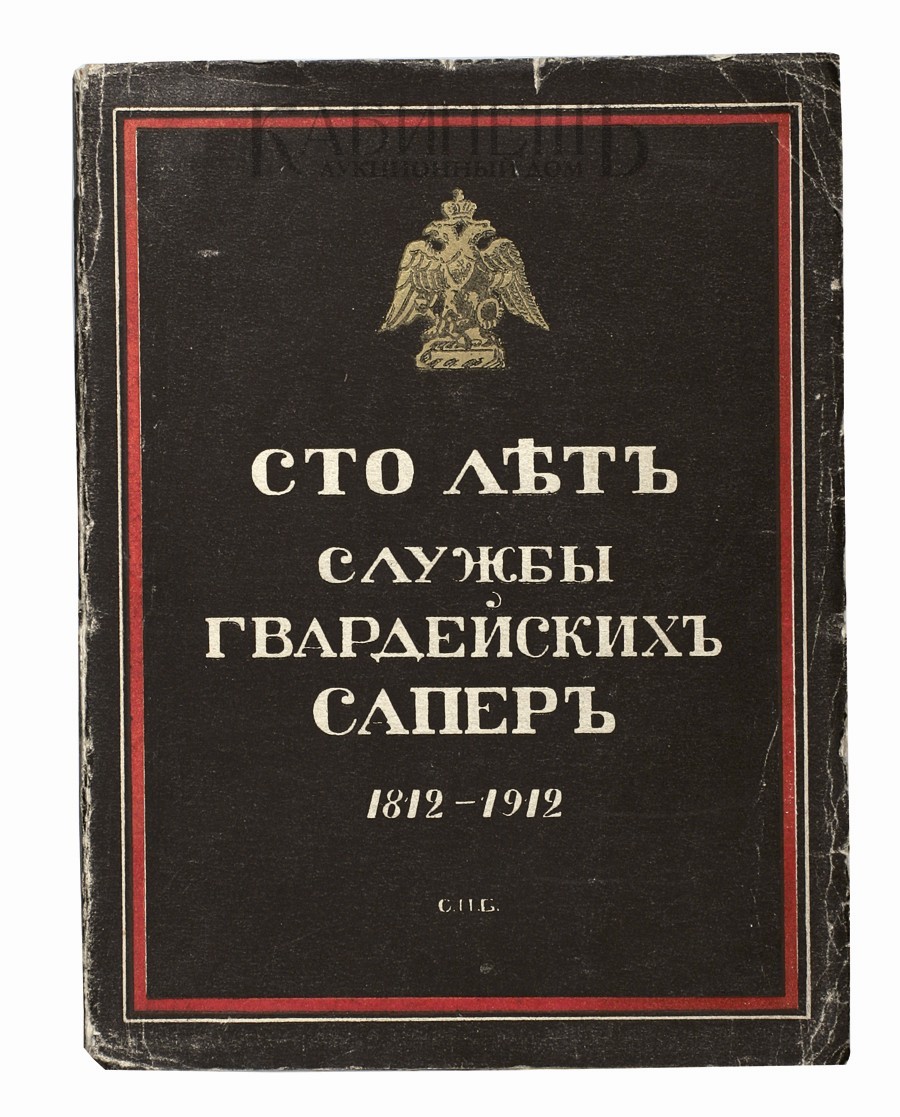 КАБИНЕТЪ
АУКЦИОННЫЙ ДОМ
СТО ЛѢТЪ
СЛУЖБЫ
ГВАРДЕЙСКИХЪ
САПЕРЪ
1812-1912
С.П.Б.